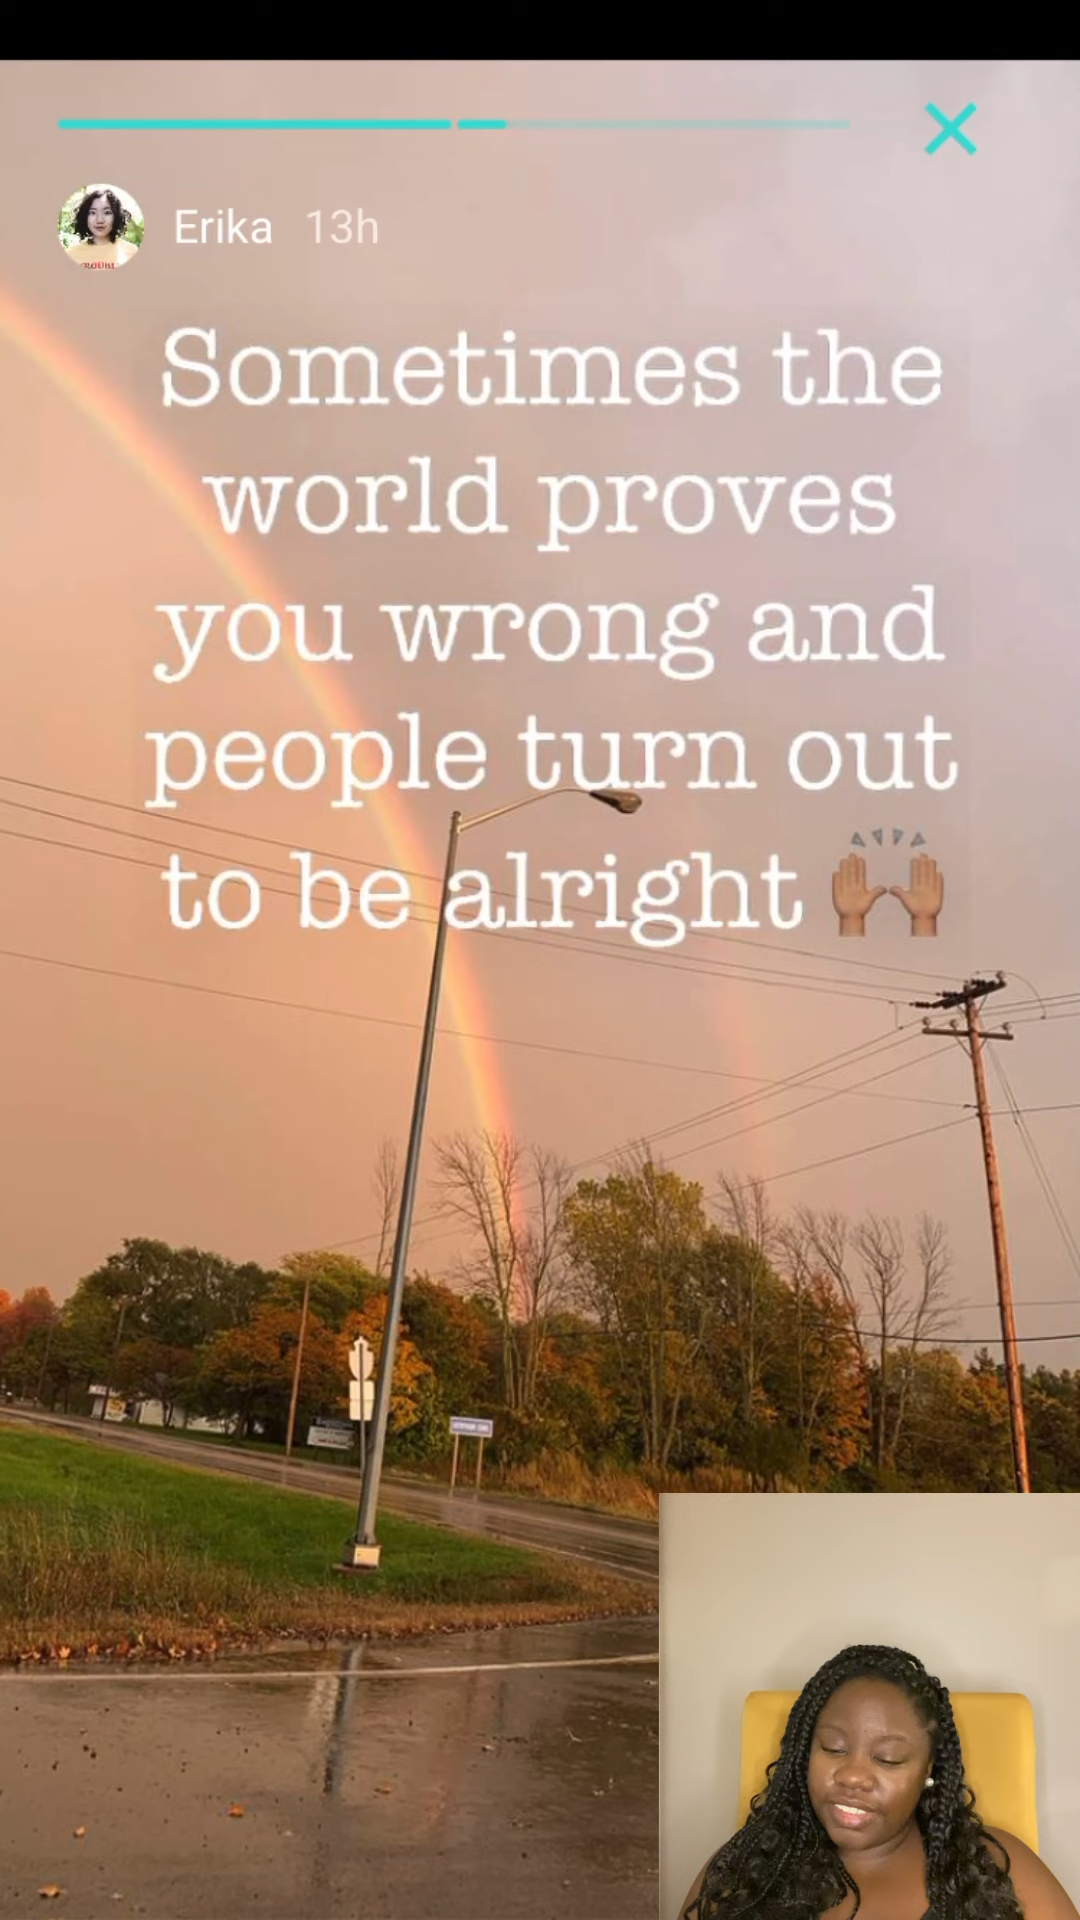 Erika 13h
Sometimes the
world proves
you wrong and
people turn out
to be alright 🙌🏽